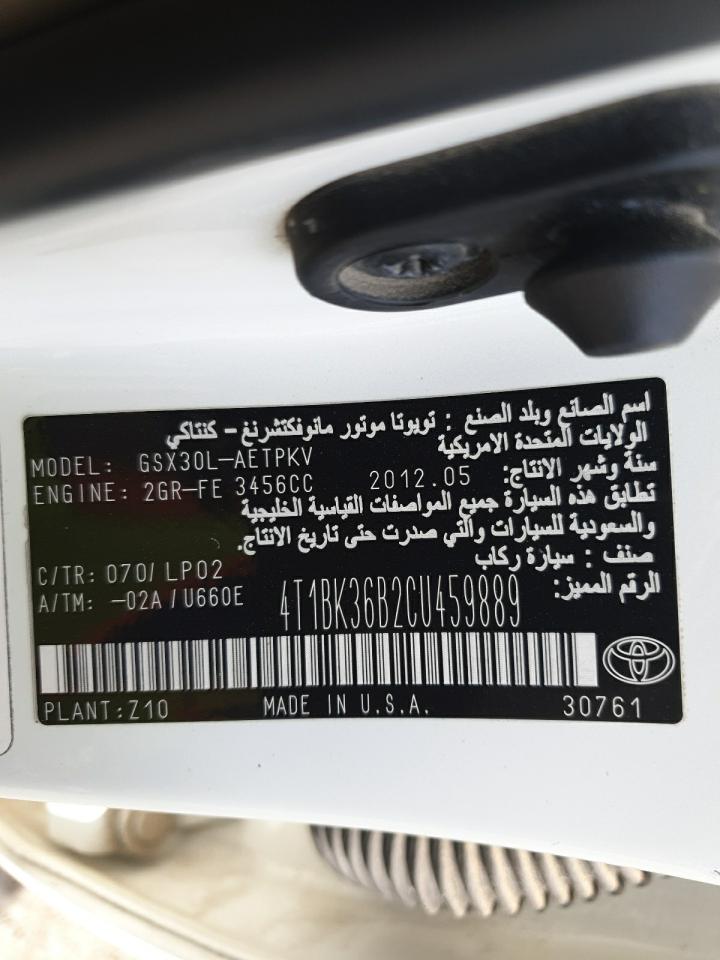 اسم الصانع وبلد الصنع : تويوتا موتور مانوفكتشرنغ - كنتاكي
الولايات المتحدة الامريكية
MODEL: GSX30L-AETPKV
سنة وشهر الانتاج: 2012.05
ENGINE: 2GR-FE 3456CC
تطابق هذه السيارة جميع المواصفات القياسية الخليجية
والسعودية للسيارات والتي صدرت حتى تاريخ الانتاج.
صنف : سيارة ركاب
C/TR: 070/ LP02
الرقم المميز: 4T1BK36B2CU459889
A/TM: -02A / U660E
PLANT:Z10 MADE IN U.S.A. 30761